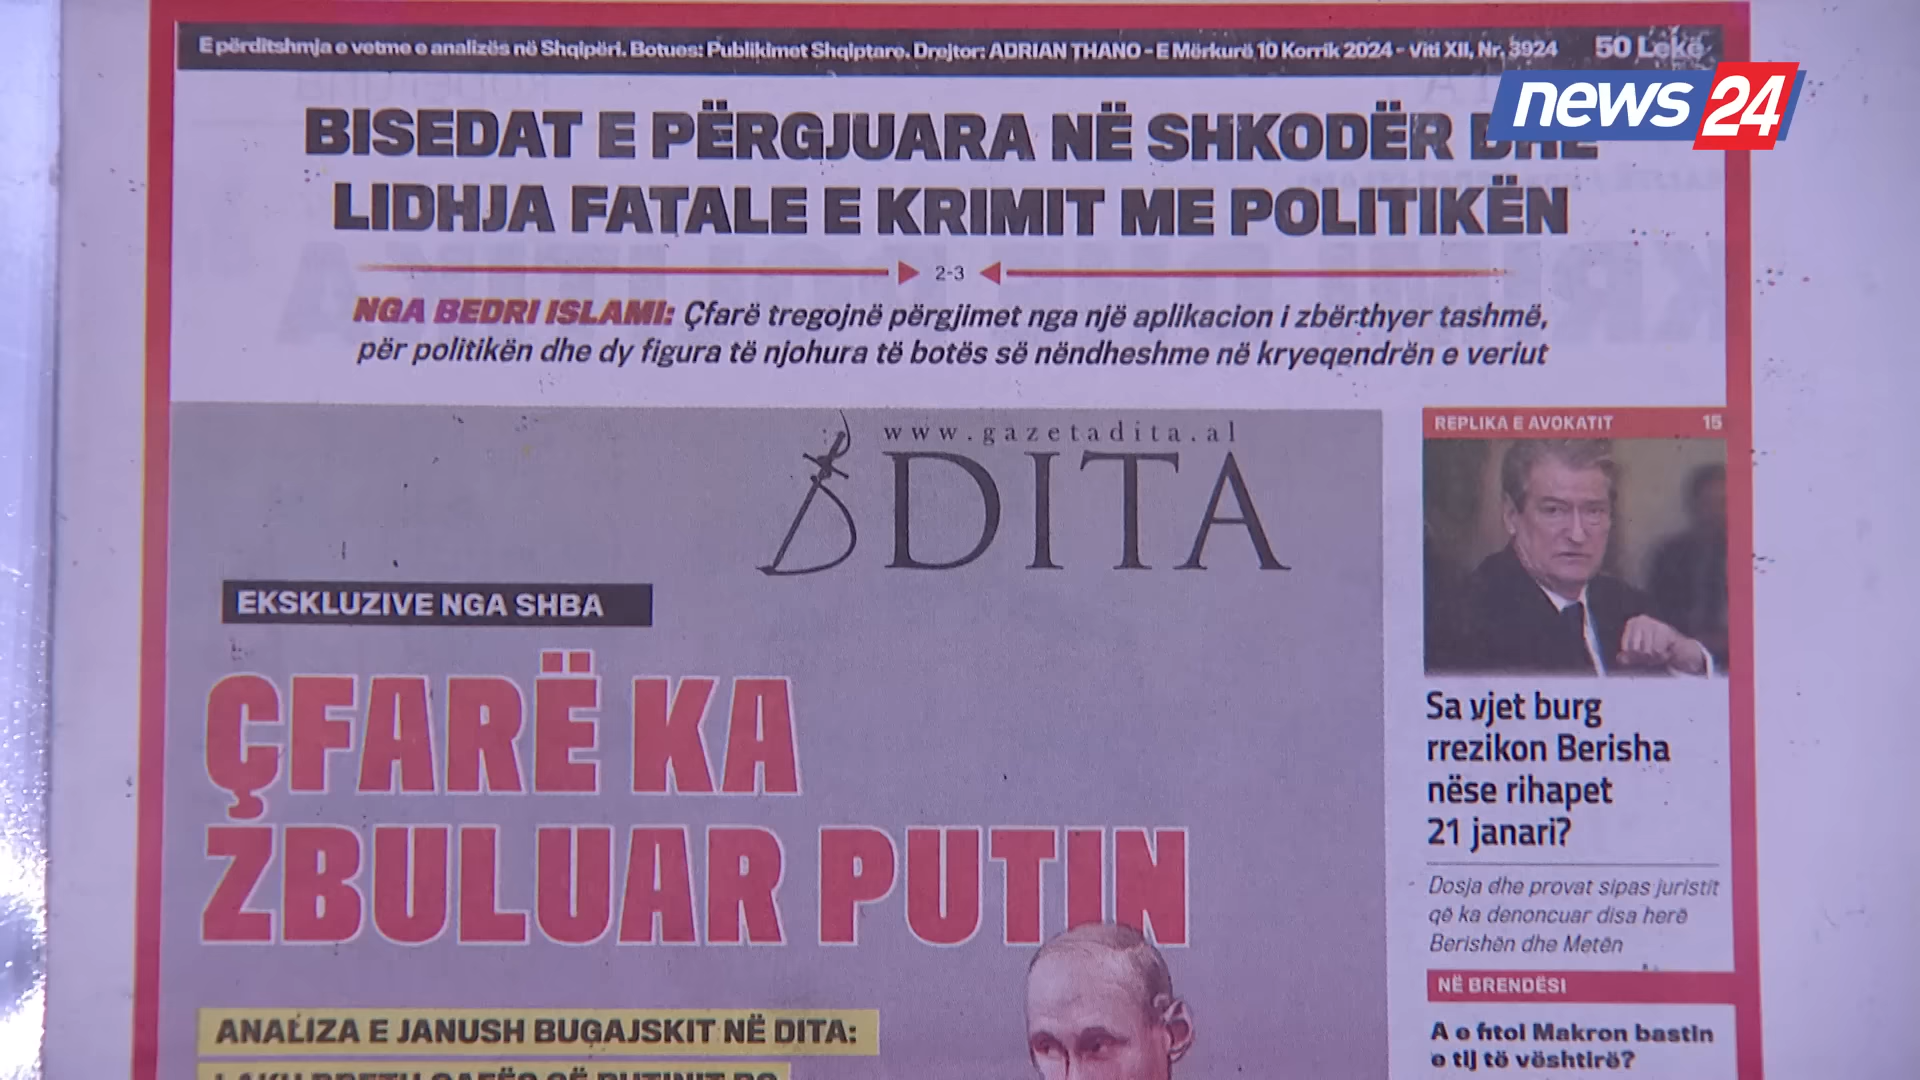 E përditshmja e vetme e analizës në Shqipëri. Botues: Publikimet Shqiptare. Drejtor: ADRIAN THANO - E Mërkurë 10 Korrik 2024 - Viti XII, Nr. 3924 50 Lekë
news 24
BISEDAT E PËRGJUARA NË SHKODËR DHE
LIDHJA FATALE E KRIMIT ME POLITIKËN
2-3
NGA BEDRI ISLAMI: Çfarë tregojnë përgjimet nga një aplikacion i zbërthyer tashmë,
për politikën dhe dy figura të njohura të botës së nëndheshme në kryeqendrën e veriut
www.gazetadita.al
DITA
EKSKLUZIVE NGA SHBA
ÇFARË KA
ZBULUAR PUTIN
ANALIZA E JANUSH BUGAJSKIT NË DITA:
REPLIKA E AVOKATIT 15
Sa vjet burg
rrezikon Berisha
nëse rihapet
21 janari?
Dosja dhe provat sipas juristit
që ka denoncuar disa herë
Berishën dhe Metën
NË BRENDËSI
A e fitoi Makron bastin
e tij të vështirë?